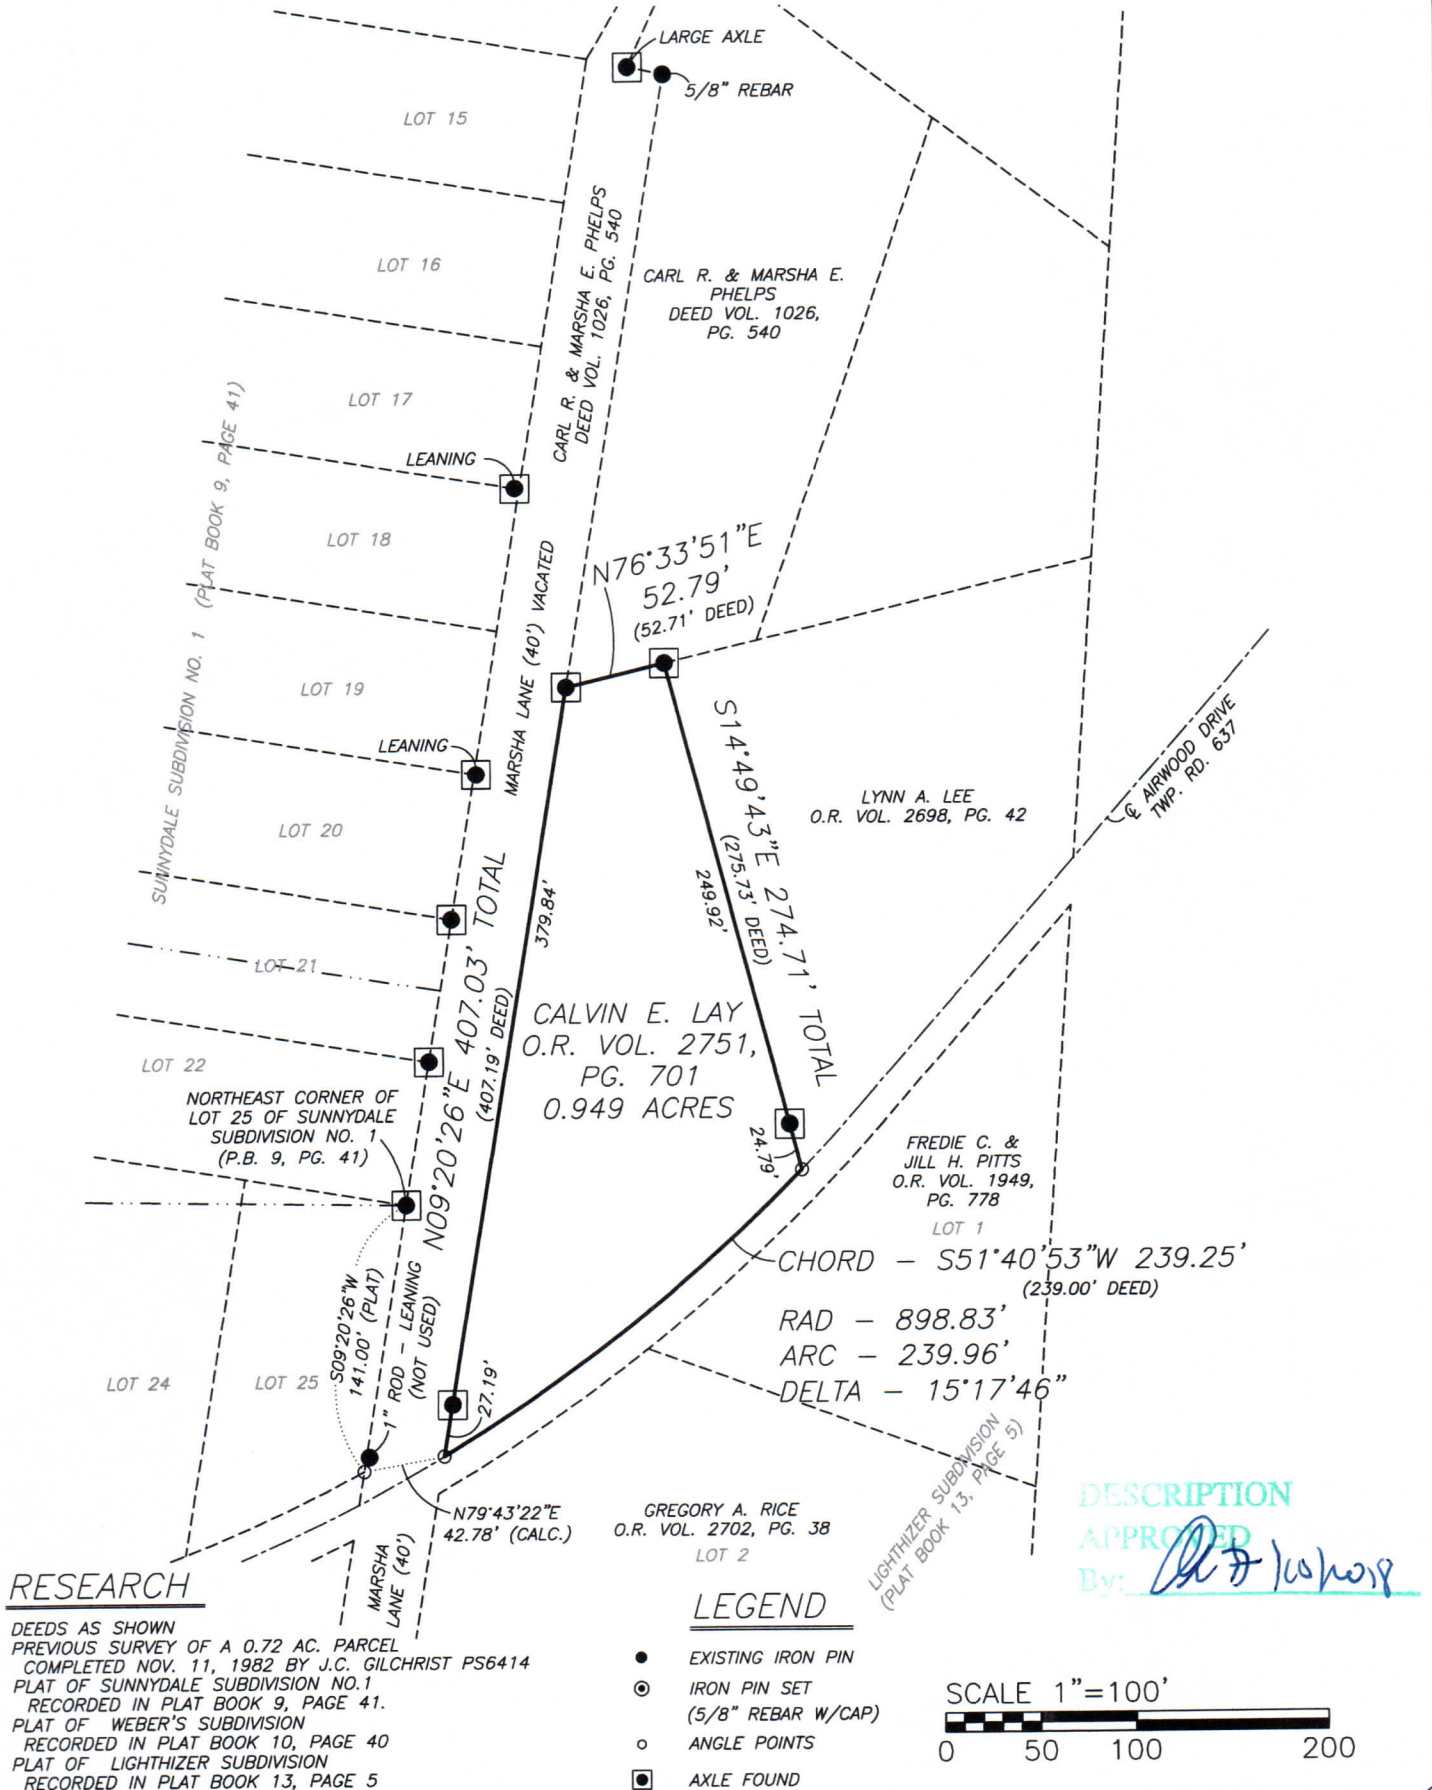 LARGE AXLE
5/8" REBAR
LOT 15
CARL R. & MARSHA E. PHELPS
DEED VOL. 1026, PG. 540
LOT 16
CARL R. & MARSHA E.
PHELPS
DEED VOL. 1026,
PG. 540
LOT 17
SUNNYDALE SUBDIVISION NO. 1 (PLAT BOOK 9, PAGE 41)
LEANING
LOT 18
MARSHA LANE (40') VACATED
N76°33'51"E
52.79'
(52.71' DEED)
LOT 19
LEANING
S14°49'43"E 274.71' TOTAL
(275.73' DEED)
249.92'
℄ AIRWOOD DRIVE
TWP. RD. 637
LYNN A. LEE
O.R. VOL. 2698, PG. 42
LOT 20
379.84'
LOT 21
N09°20'26"E 407.03' TOTAL
(407.19' DEED)
CALVIN E. LAY
O.R. VOL. 2751,
PG. 701
0.949 ACRES
LOT 22
NORTHEAST CORNER OF
LOT 25 OF SUNNYDALE
SUBDIVISION NO. 1
(P.B. 9, PG. 41)
24.79'
FREDIE C. &
JILL H. PITTS
O.R. VOL. 1949,
PG. 778
LOT 1
CHORD - S51°40'53"W 239.25'
(239.00' DEED)
RAD - 898.83'
ARC - 239.96'
DELTA - 15°17'46"
S09°20'26"W
141.00' (PLAT)
1" ROD - LEANING
(NOT USED)
27.19'
LOT 24
LOT 25
N79°43'22"E
42.78' (CALC.)
GREGORY A. RICE
O.R. VOL. 2702, PG. 38
LOT 2
LIGHTHIZER SUBDIVISION
(PLAT BOOK 13, PAGE 5)
MARSHA
LANE (40')
DESCRIPTION
APPROVED
By:
RESEARCH
DEEDS AS SHOWN
PREVIOUS SURVEY OF A 0.72 AC. PARCEL
COMPLETED NOV. 11, 1982 BY J.C. GILCHRIST PS6414
PLAT OF SUNNYDALE SUBDIVISION NO.1
RECORDED IN PLAT BOOK 9, PAGE 41.
PLAT OF WEBER'S SUBDIVISION
RECORDED IN PLAT BOOK 10, PAGE 40
PLAT OF LIGHTHIZER SUBDIVISION
RECORDED IN PLAT BOOK 13, PAGE 5
LEGEND
EXISTING IRON PIN
IRON PIN SET
(5/8" REBAR W/CAP)
ANGLE POINTS
AXLE FOUND
SCALE 1"=100'
0 50 100 200